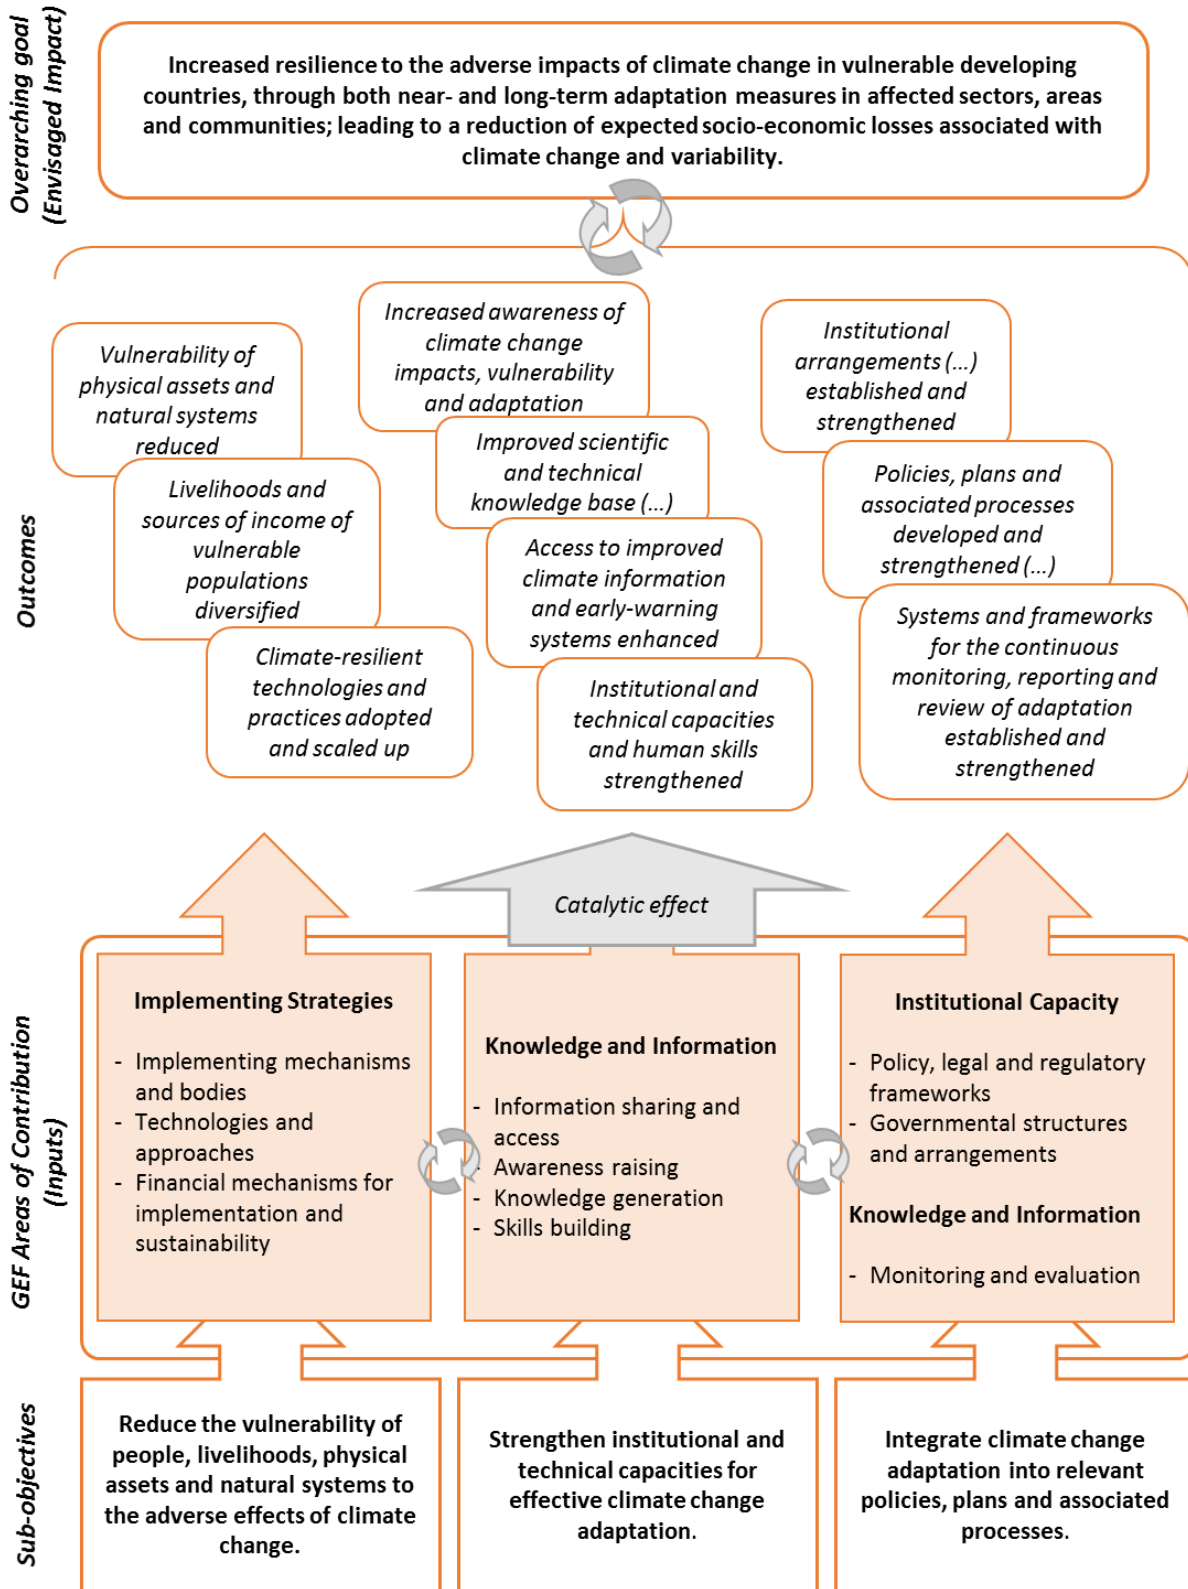 Overarching goal
(Envisaged Impact)
Increased resilience to the adverse impacts of climate change in vulnerable developing
countries, through both near- and long-term adaptation measures in affected sectors, areas
and communities; leading to a reduction of expected socio-economic losses associated with
climate change and variability.
Outcomes
Vulnerability of
physical assets and
natural systems
reduced
Livelihoods and
sources of income of
vulnerable
populations
diversified
Climate-resilient
technologies and
practices adopted
and scaled up
Increased awareness of
climate change
impacts, vulnerability
and adaptation
Improved scientific
and technical
knowledge base (...)
Access to improved
climate information
and early-warning
systems enhanced
Institutional and
technical capacities
and human skills
strengthened
Institutional
arrangements (...)
established and
strengthened
Policies, plans and
associated processes
developed and
strengthened (...)
Systems and frameworks
for the continuous
monitoring, reporting and
review of adaptation
established and
strengthened
Catalytic effect
GEF Areas of Contribution
(Inputs)
Implementing Strategies
- Implementing mechanisms
and bodies
- Technologies and
approaches
- Financial mechanisms for
implementation and
sustainability
Knowledge and Information
- Information sharing and
access
- Awareness raising
- Knowledge generation
- Skills building
Institutional Capacity
- Policy, legal and regulatory
frameworks
- Governmental structures
and arrangements
Knowledge and Information
- Monitoring and evaluation
Sub-objectives
Reduce the vulnerability of
people, livelihoods, physical
assets and natural systems to
the adverse effects of climate
change.
Strengthen institutional and
technical capacities for
effective climate change
adaptation.
Integrate climate change
adaptation into relevant
policies, plans and associated
processes.